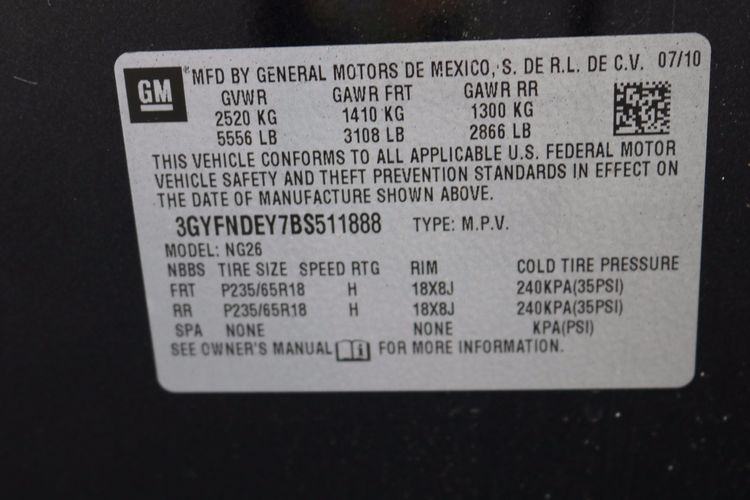 GM ® MFD BY GENERAL MOTORS DE MEXICO, S. DE R.L. DE C.V. 07/10
GVWR GAWR FRT GAWR RR
2520 KG 1410 KG 1300 KG
5556 LB 3108 LB 2866 LB
THIS VEHICLE CONFORMS TO ALL APPLICABLE U.S. FEDERAL MOTOR
VEHICLE SAFETY AND THEFT PREVENTION STANDARDS IN EFFECT ON
THE DATE OF MANUFACTURE SHOWN ABOVE.
3GYFNDEY7BS511888 TYPE: M.P.V.
MODEL: NG26
NBBS TIRE SIZE SPEED RTG RIM COLD TIRE PRESSURE
FRT P235/65R18 H 18X8J 240KPA(35PSI)
RR P235/65R18 H 18X8J 240KPA(35PSI)
SPA NONE NONE KPA(PSI)
SEE OWNER'S MANUAL FOR MORE INFORMATION.